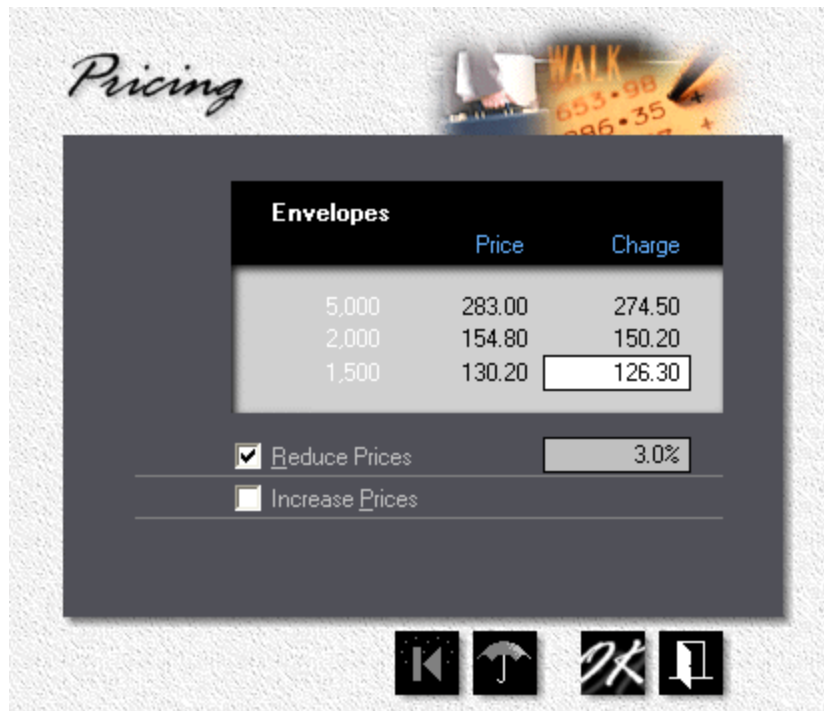 Pricing
WALK
653.98
35
+
+
Envelopes
Price Charge
5,000 283.00 274.50
2,000 154.80 150.20
1,500 130.20 126.30
Reduce Prices 3.0%
Increase Prices
OK